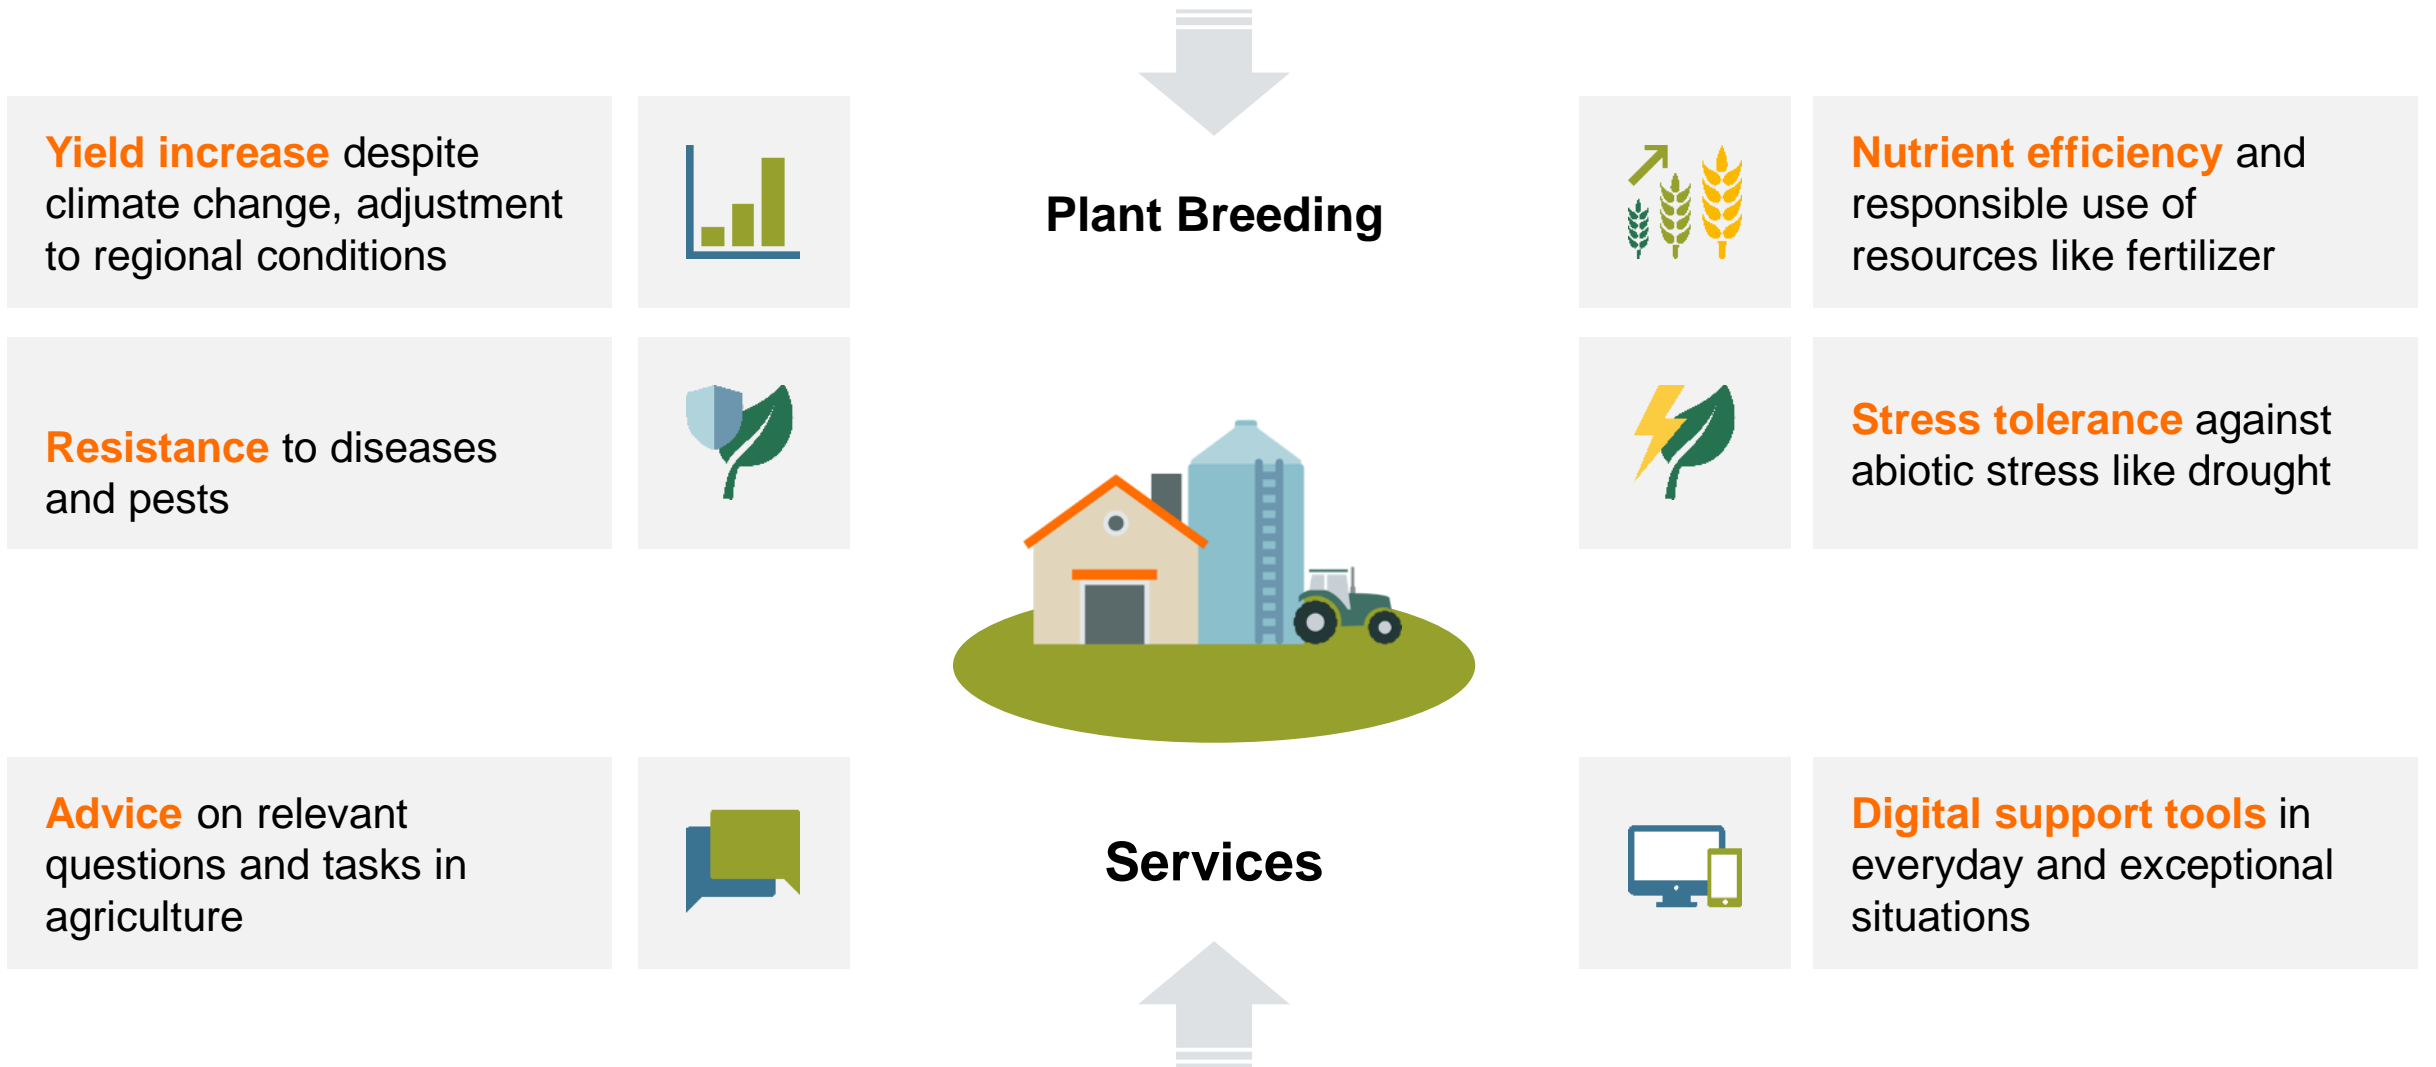 Plant Breeding
Yield increase despite
climate change, adjustment
to regional conditions
Nutrient efficiency and
responsible use of
resources like fertilizer
Resistance to diseases
and pests
Stress tolerance against
abiotic stress like drought
Services
Advice on relevant
questions and tasks in
agriculture
Digital support tools in
everyday and exceptional
situations